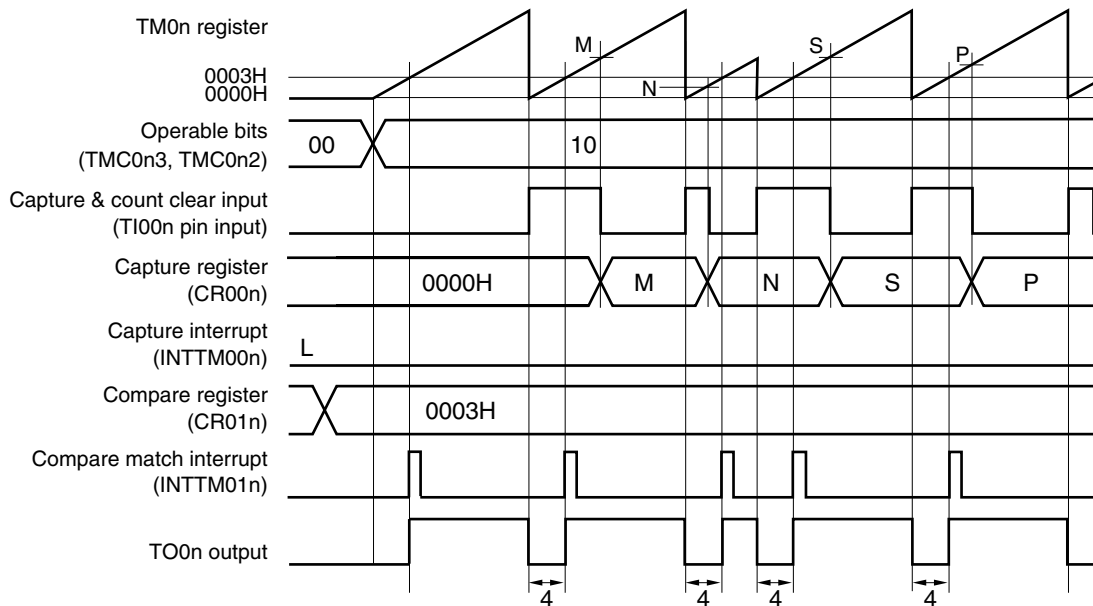 TM0n register
M
S
P
N
0003H
0000H
Operable bits
(TMC0n3, TMC0n2)
00
10
Capture & count clear input
(TI00n pin input)
Capture register
(CR00n)
0000H
M
N
S
P
Capture interrupt
(INTTM00n)
L
Compare register
(CR01n)
0003H
Compare match interrupt
(INTTM01n)
TO0n output
4
4
4
4